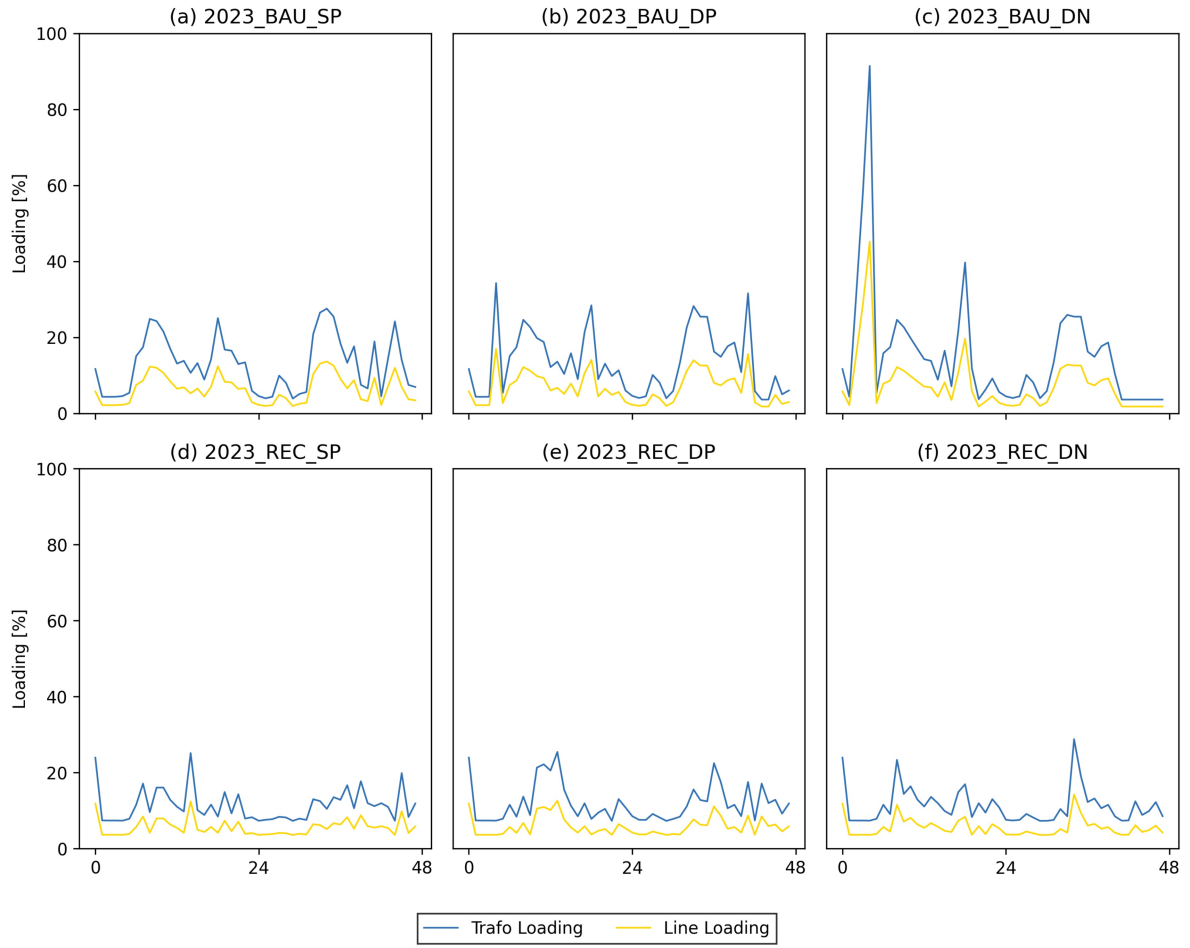 (a) 2023_BAU_SP
(b) 2023_BAU_DP
(c) 2023_BAU_DN
100
80
60
40
20
0
Loading [%]
(d) 2023_REC_SP
(e) 2023_REC_DP
(f) 2023_REC_DN
100
80
60
40
20
0
Loading [%]
0 24 48
0 24 48
0 24 48
Trafo Loading
Line Loading